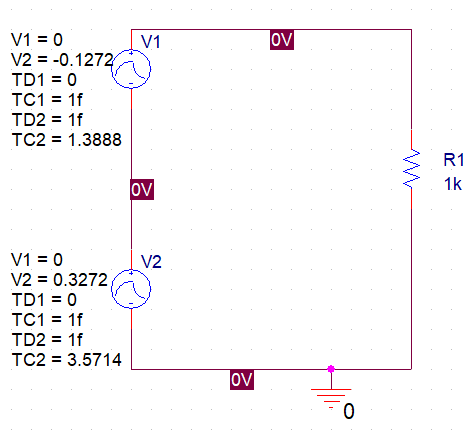 V1
0V
V1 = 0
V2 = -0.1272
TD1 = 0
TC1 = 1f
TD2 = 1f
TC2 = 1.3888
R1
1k
0V
V2
V1 = 0
V2 = 0.3272
TD1 = 0
TC1 = 1f
TD2 = 1f
TC2 = 3.5714
0V
0